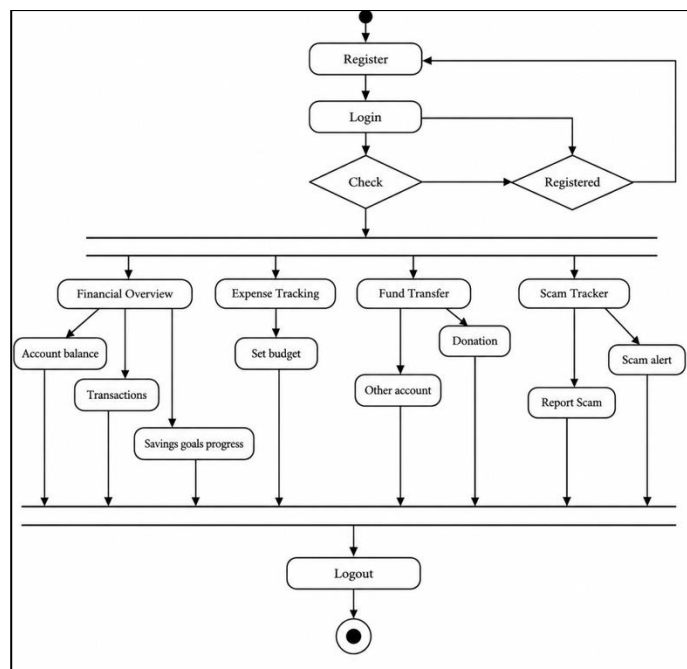 Register
Login
Check
Registered
Financial Overview
Expense Tracking
Fund Transfer
Scam Tracker
Account balance
Set budget
Donation
Scam alert
Transactions
Other account
Report Scam
Savings goals progress
Logout